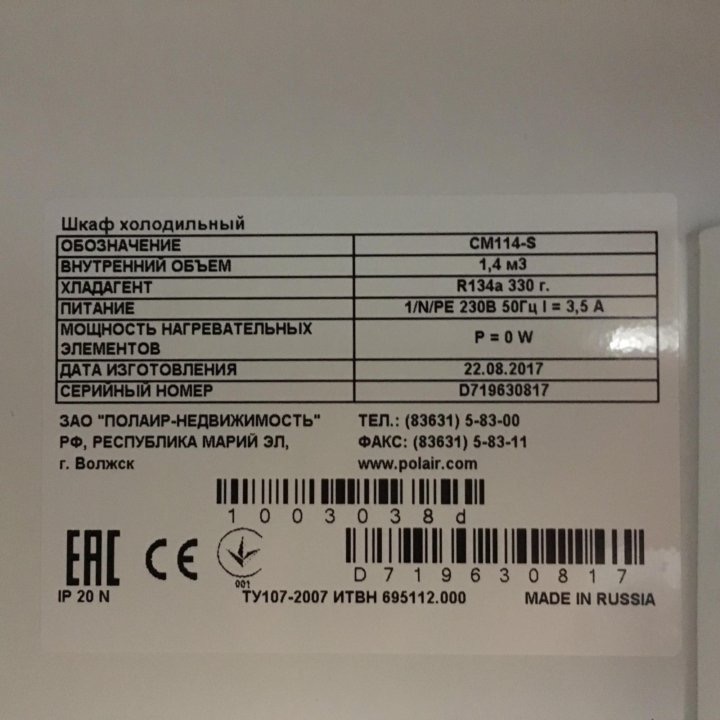 Шкаф холодильный
ОБОЗНАЧЕНИЕ CM114-S
ВНУТРЕННИЙ ОБЪЕМ 1,4 м3
ХЛАДАГЕНТ R134a 330 г.
ПИТАНИЕ 1/N/PE 230В 50Гц I = 3,5 А
МОЩНОСТЬ НАГРЕВАТЕЛЬНЫХ
ЭЛЕМЕНТОВ P = 0 W
ДАТА ИЗГОТОВЛЕНИЯ 22.08.2017
СЕРИЙНЫЙ НОМЕР D719630817
ЗАО "ПОЛАИР-НЕДВИЖИМОСТЬ" ТЕЛ.: (83631) 5-83-00
РФ, РЕСПУБЛИКА МАРИЙ ЭЛ, ФАКС: (83631) 5-83-11
г. Волжск www.polair.com
1003038d
EAC CE 001
D719630817
IP 20 N ТУ107-2007 ИТВН 695112.000 MADE IN RUSSIA